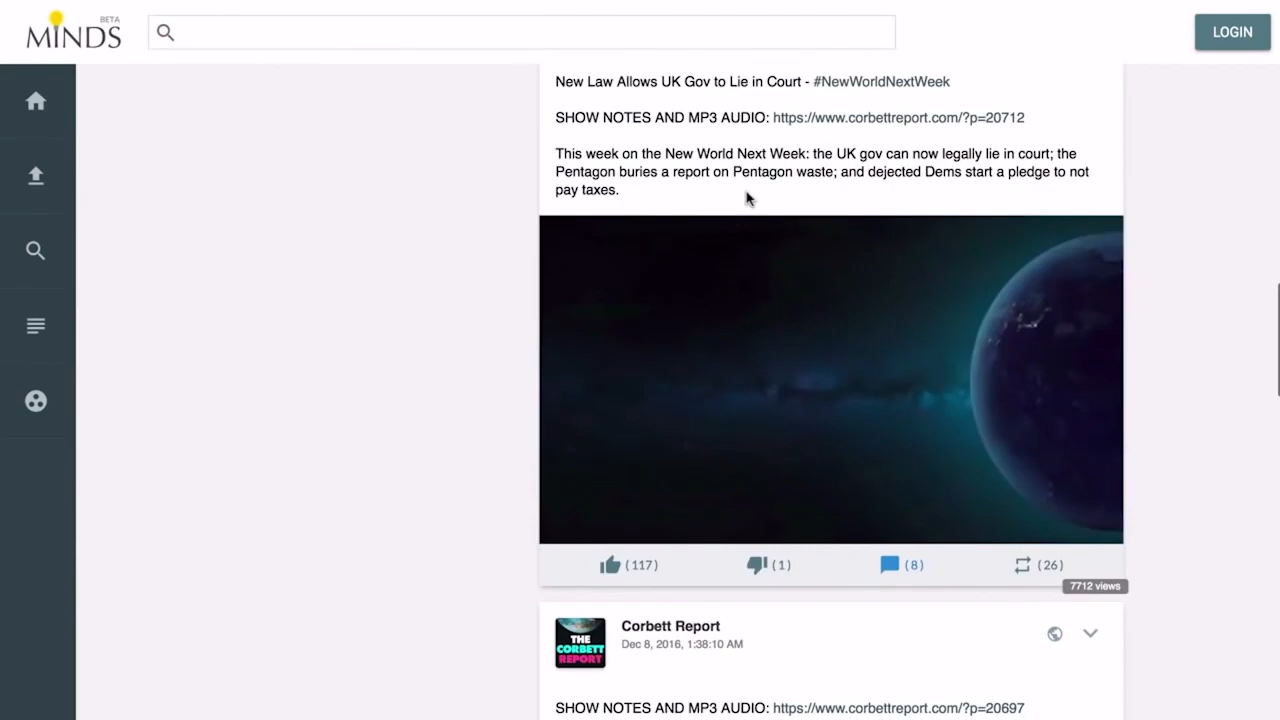 BETA
MINDS
LOGIN
New Law Allows UK Gov to Lie in Court - #NewWorldNextWeek
SHOW NOTES AND MP3 AUDIO: https://www.corbettreport.com/?p=20712
This week on the New World Next Week: the UK gov can now legally lie in court; the
Pentagon buries a report on Pentagon waste; and dejected Dems start a pledge to not
pay taxes.
(117)
(1)
(8)
(26)
7712 views
THE
CORBETT
REPORT
Corbett Report
Dec 8, 2016, 1:38:10 AM
SHOW NOTES AND MP3 AUDIO: https://www.corbettreport.com/?p=20697